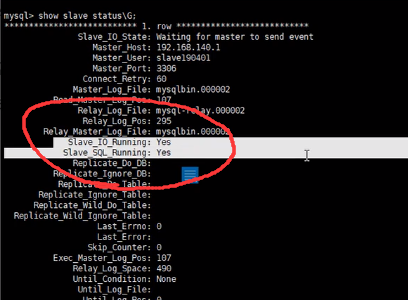 mysql> show slave status\G;
*************************** 1. row ***************************
Slave_IO_State: Waiting for master to send event
Master_Host: 192.168.140.1
Master_User: slave190401
Master_Port: 3306
Connect_Retry: 60
Master_Log_File: mysqlbin.000002
Read_Master_Log_Pos: 107
Relay_Log_File: mysql-relay.000002
Relay_Log_Pos: 295
Relay_Master_Log_File: mysqlbin.000002
Slave_IO_Running: Yes
Slave_SQL_Running: Yes
Replicate_Do_DB:
Replicate_Ignore_DB:
Replicate_Do_Table:
Replicate_Ignore_Table:
Replicate_Wild_Do_Table:
Replicate_Wild_Ignore_Table:
Last_Errno: 0
Last_Error:
Skip_Counter: 0
Exec_Master_Log_Pos: 107
Relay_Log_Space: 490
Until_Condition: None
Until_Log_File:
Until_Log_Pos: 0